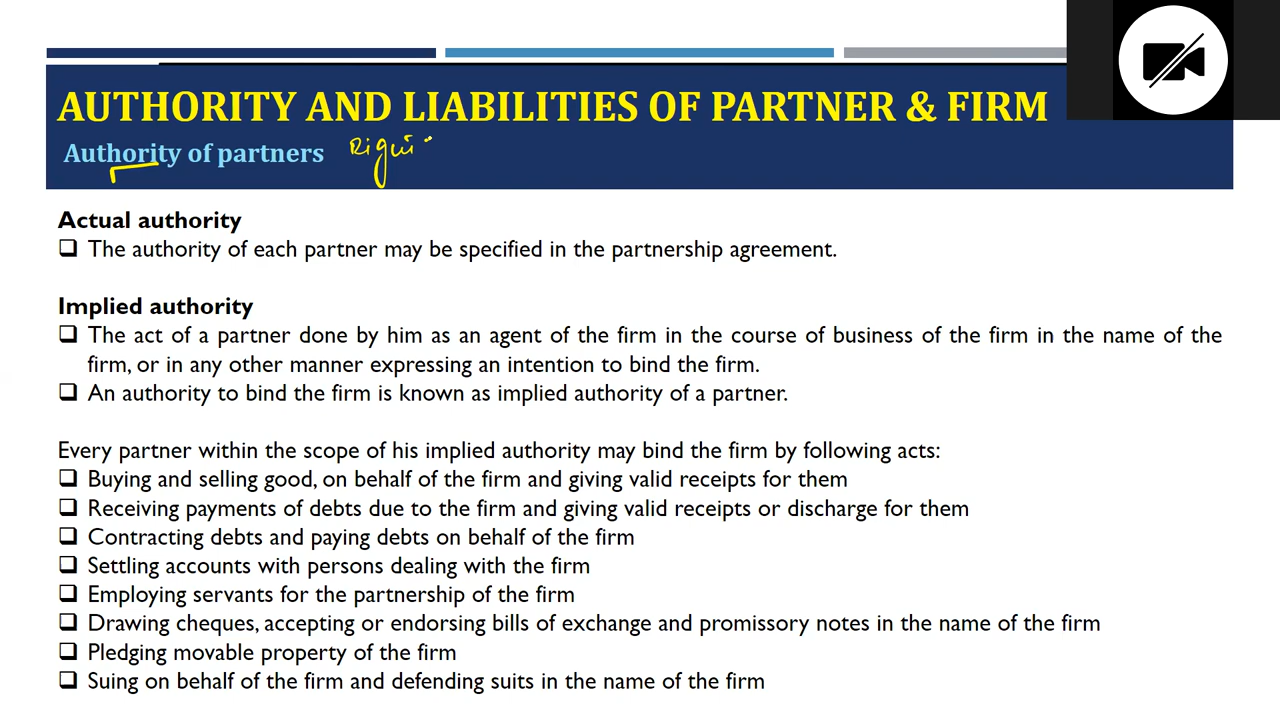 AUTHORITY AND LIABILITIES OF PARTNER & FIRM
Authority of partners
Actual authority
❑ The authority of each partner may be specified in the partnership agreement.
Implied authority
❑ The act of a partner done by him as an agent of the firm in the course of business of the firm in the name of the
firm, or in any other manner expressing an intention to bind the firm.
❑ An authority to bind the firm is known as implied authority of a partner.
Every partner within the scope of his implied authority may bind the firm by following acts:
❑ Buying and selling good, on behalf of the firm and giving valid receipts for them
❑ Receiving payments of debts due to the firm and giving valid receipts or discharge for them
❑ Contracting debts and paying debts on behalf of the firm
❑ Settling accounts with persons dealing with the firm
❑ Employing servants for the partnership of the firm
❑ Drawing cheques, accepting or endorsing bills of exchange and promissory notes in the name of the firm
❑ Pledging movable property of the firm
❑ Suing on behalf of the firm and defending suits in the name of the firm